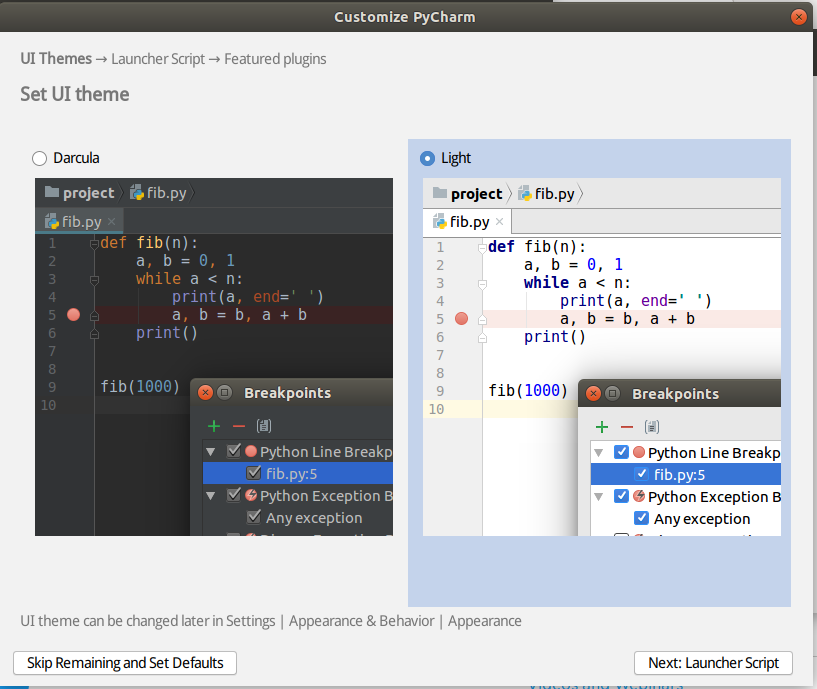 Customize PyCharm
UI Themes → Launcher Script → Featured plugins
Set UI theme
Darcula
project
fib.py
fib.py ×
1 def fib(n):
2 a, b = 0, 1
3 while a < n:
4 print(a, end=' ')
5 a, b = b, a + b
6 print()
7
8
9 fib(1000)
10
Breakpoints
Python Line Breakp
fib.py:5
Python Exception B
Any exception
Light
project
fib.py
fib.py ×
1 def fib(n):
2 a, b = 0, 1
3 while a < n:
4 print(a, end=' ')
5 a, b = b, a + b
6 print()
7
8
9 fib(1000)
10
Breakpoints
Python Line Breakp
fib.py:5
Python Exception B
Any exception
UI theme can be changed later in Settings | Appearance & Behavior | Appearance
Skip Remaining and Set Defaults
Next: Launcher Script
Videos and Webinars